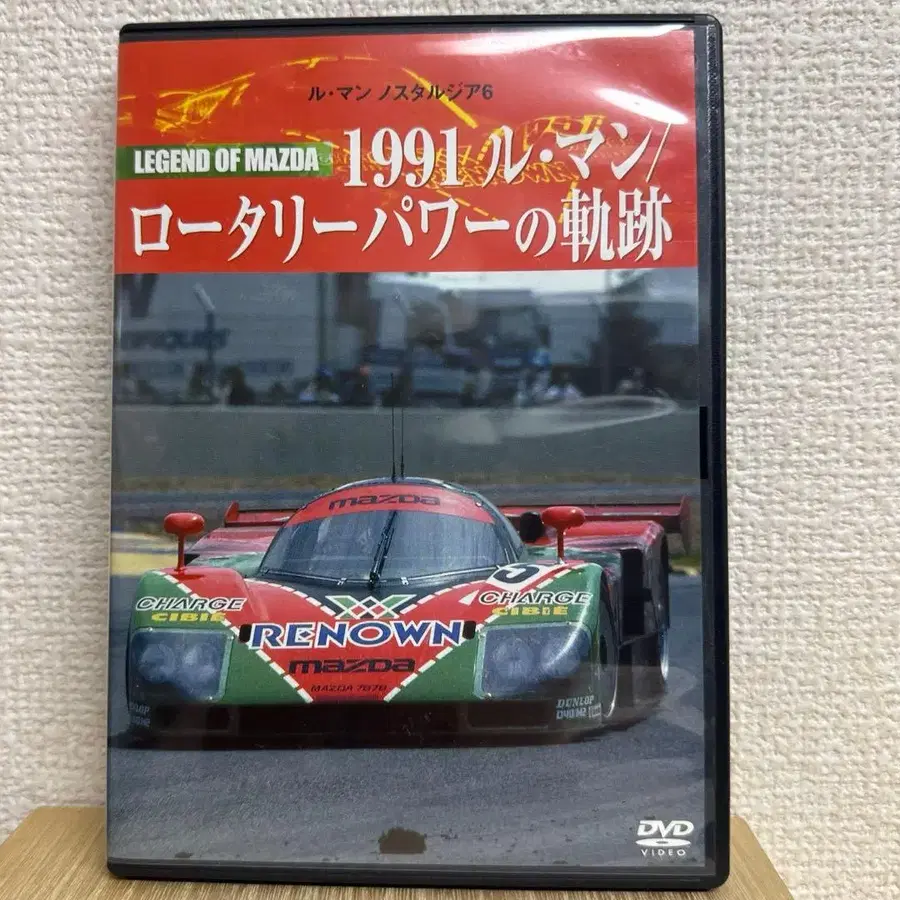 ル・マン ノスタルジア6
LEGEND OF MAZDA
1991 ル・マン/
ロータリーパワーの軌跡
mazda
CHARGE
CIBIE
CHARGE
CIBIE
RENOWN
mazda
MAZDA 787B
DUNLOP
DVD
VIDEO